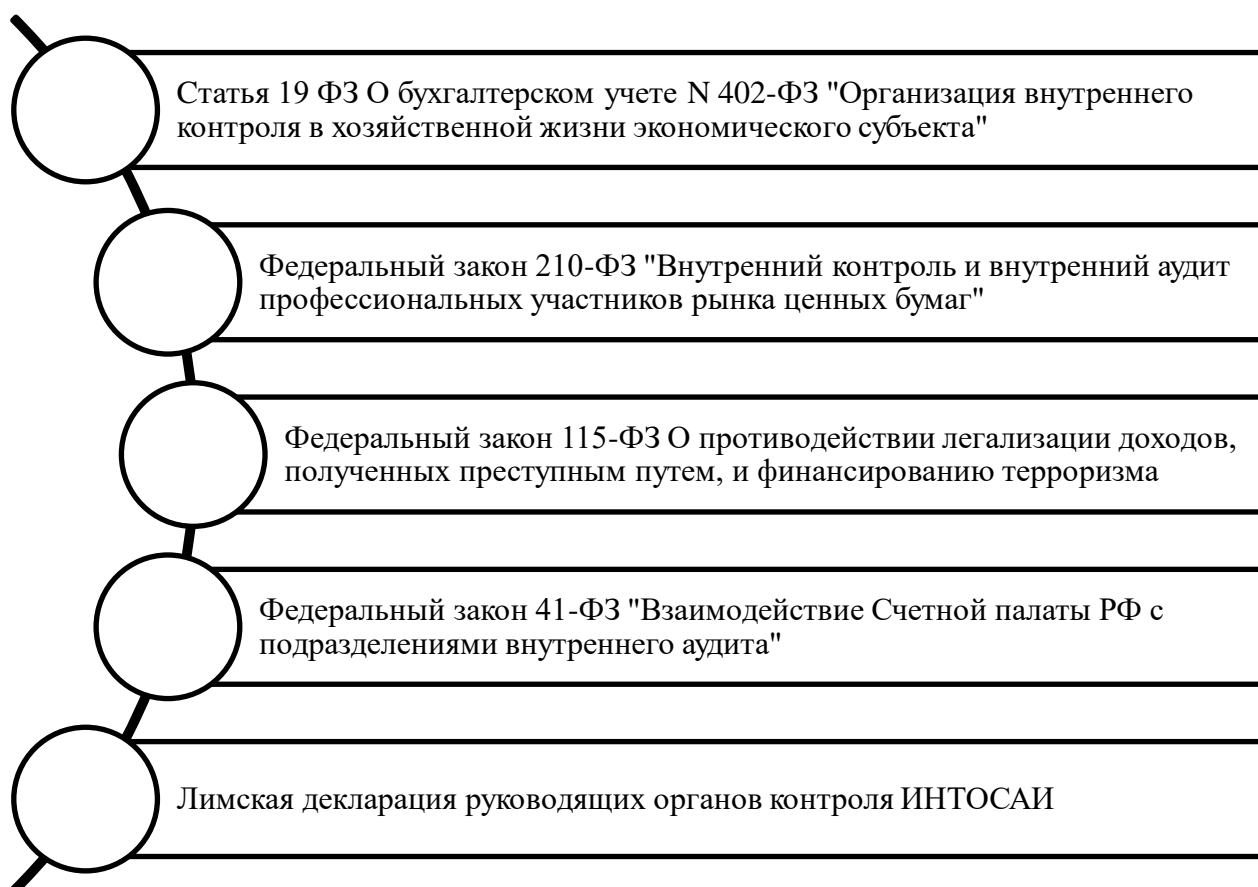 Статья 19 ФЗ О бухгалтерском учете N 402-ФЗ "Организация внутреннего
контроля в хозяйственной жизни экономического субъекта"
Федеральный закон 210-ФЗ "Внутренний контроль и внутренний аудит
профессиональных участников рынка ценных бумаг"
Федеральный закон 115-ФЗ О противодействии легализации доходов,
полученных преступным путем, и финансированию терроризма
Федеральный закон 41-ФЗ "Взаимодействие Счетной палаты РФ с
подразделениями внутреннего аудита"
Лимская декларация руководящих органов контроля ИНТОСАИ